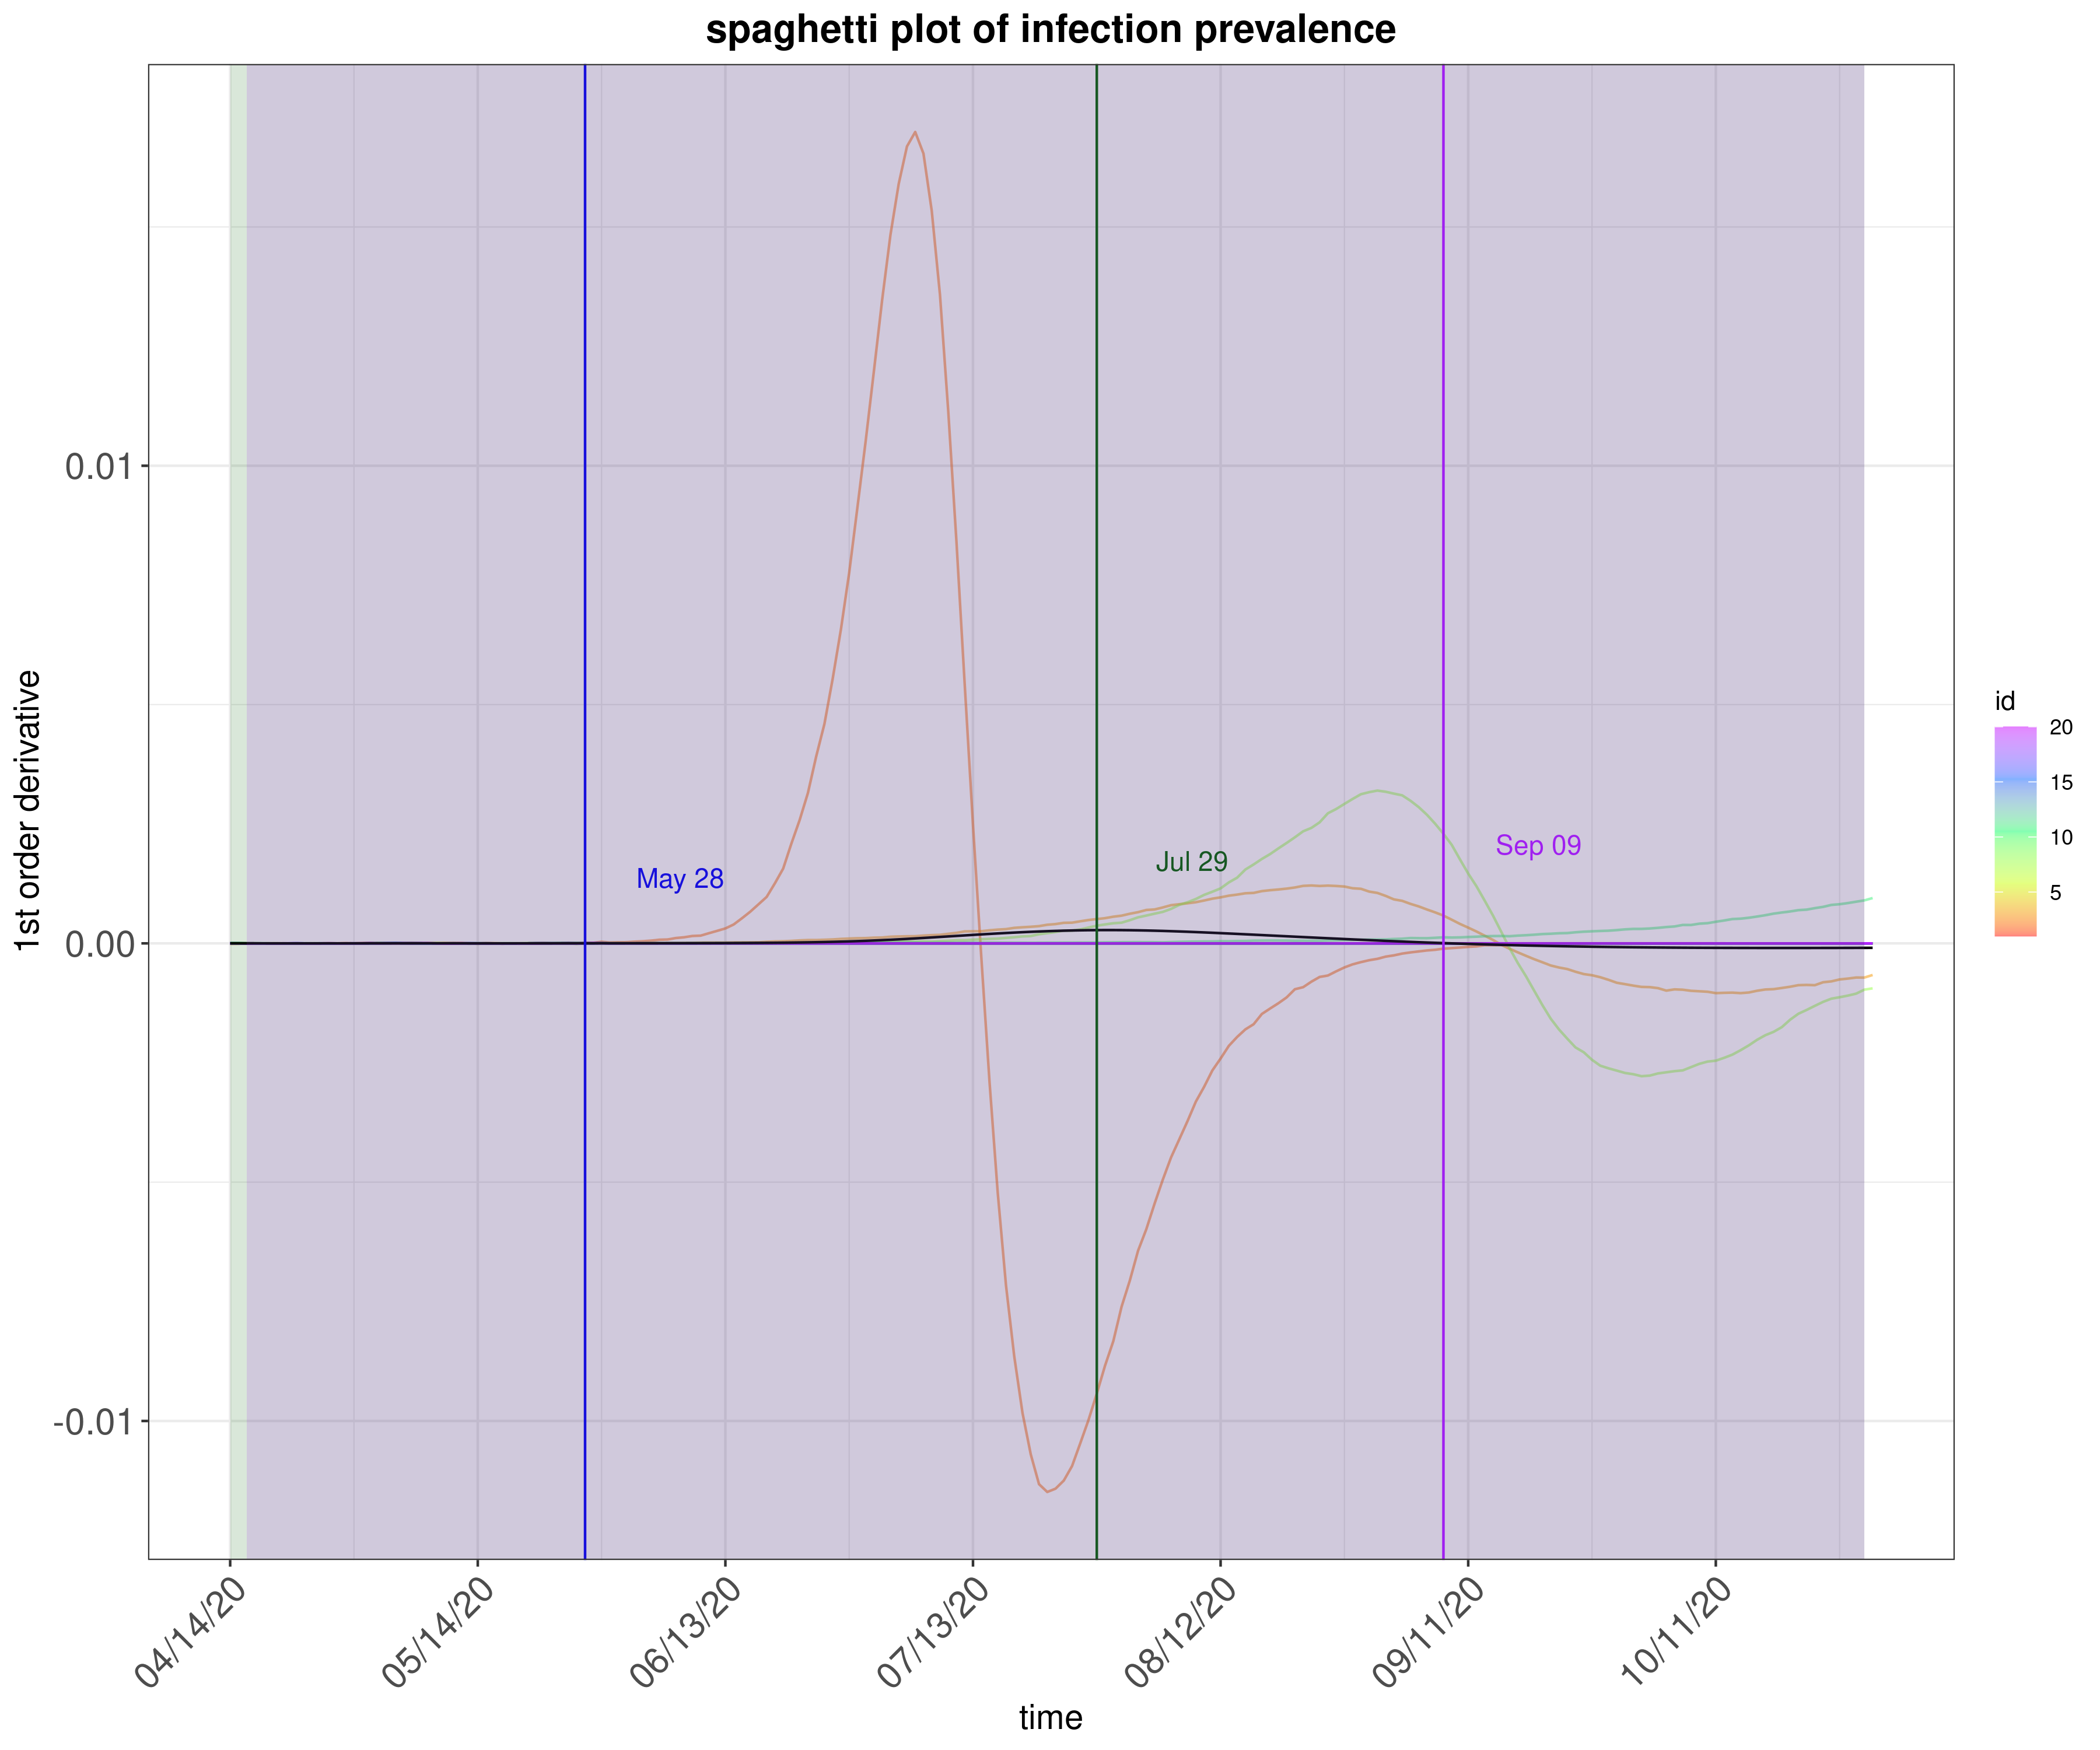 spaghetti plot of infection prevalence
1st order derivative
0.01
0.00
-0.01
May 28
Jul 29
Sep 09
id
20
15
10
5
04/14/20
05/14/20
06/13/20
07/13/20
08/12/20
09/11/20
10/11/20
time